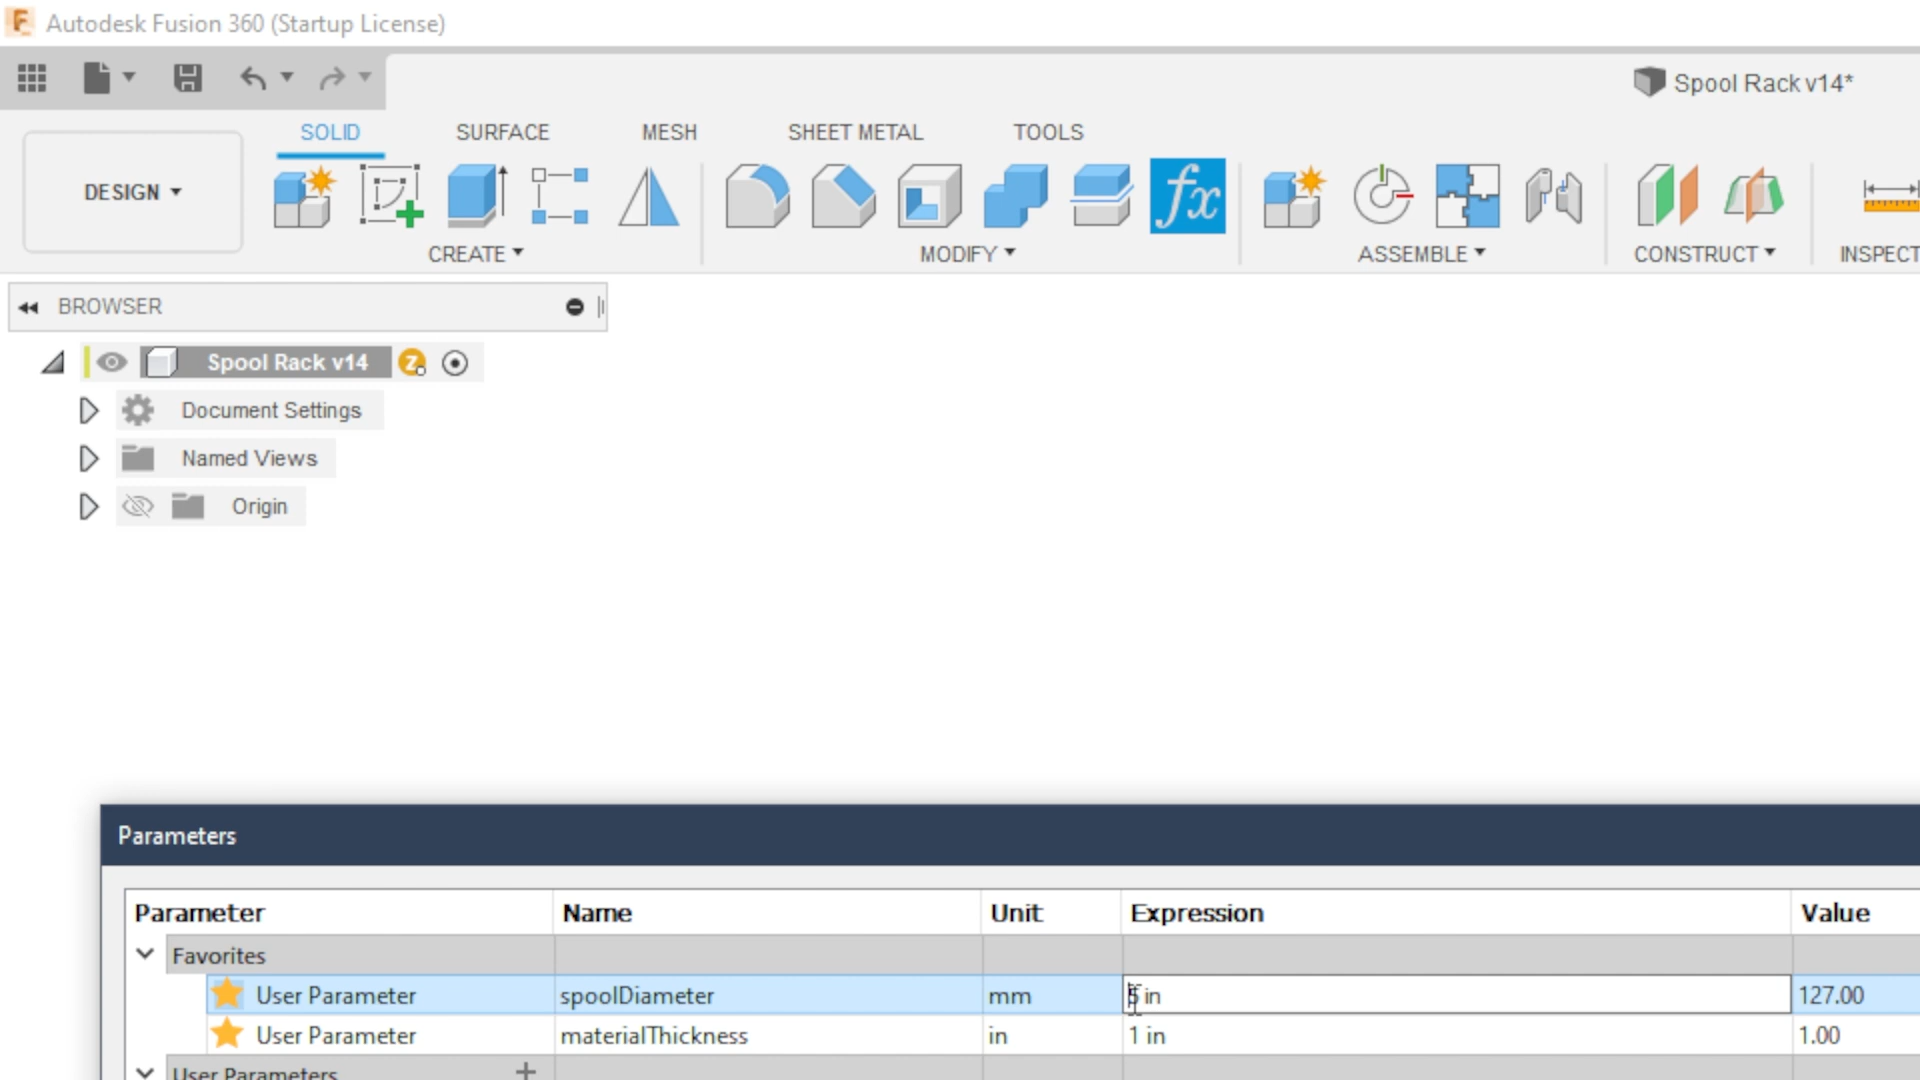 Autodesk Fusion 360 (Startup License)
Spool Rack v14*
SOLID SURFACE MESH SHEET METAL TOOLS
DESIGN
fx
CREATE MODIFY ASSEMBLE CONSTRUCT INSPECT
BROWSER
Spool Rack v14
Document Settings
Named Views
Origin
Parameters
Parameter Name Unit Expression Value
Favorites
User Parameter spoolDiameter mm 5 in 127.00
User Parameter materialThickness in 1 in 1.00
User Parameters +